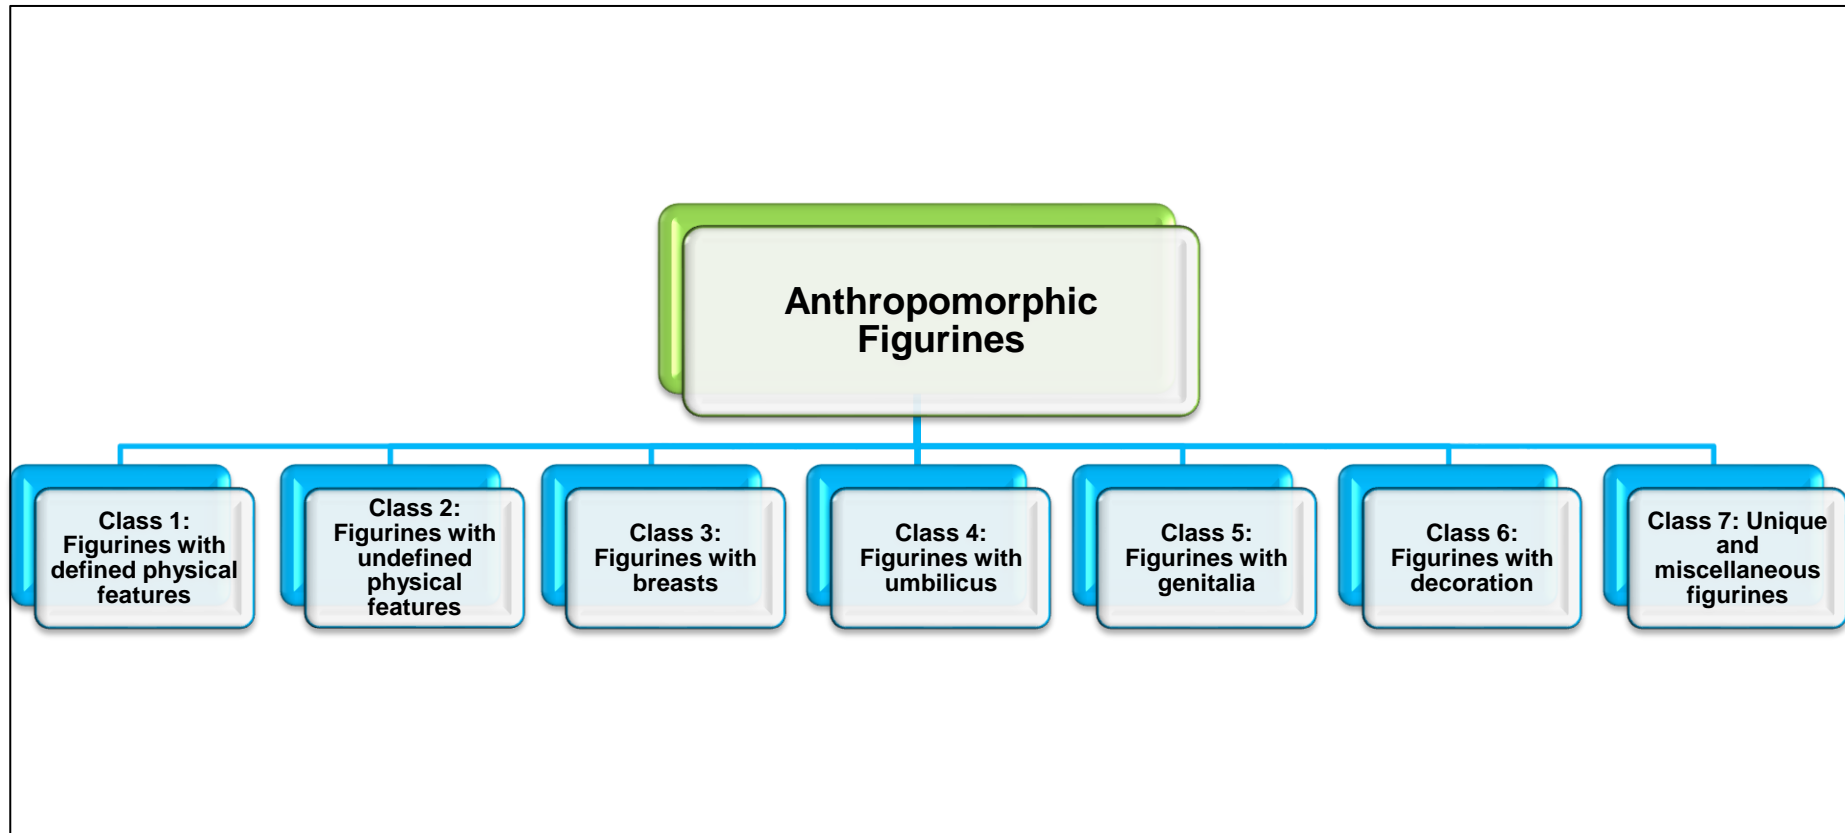 Anthropomorphic
Figurines
Class 1:
Figurines with
defined physical
features
Class 2:
Figurines with
undefined
physical
features
Class 3:
Figurines with
breasts
Class 4:
Figurines with
umbilicus
Class 5:
Figurines with
genitalia
Class 6:
Figurines with
decoration
Class 7: Unique
and
miscellaneous
figurines